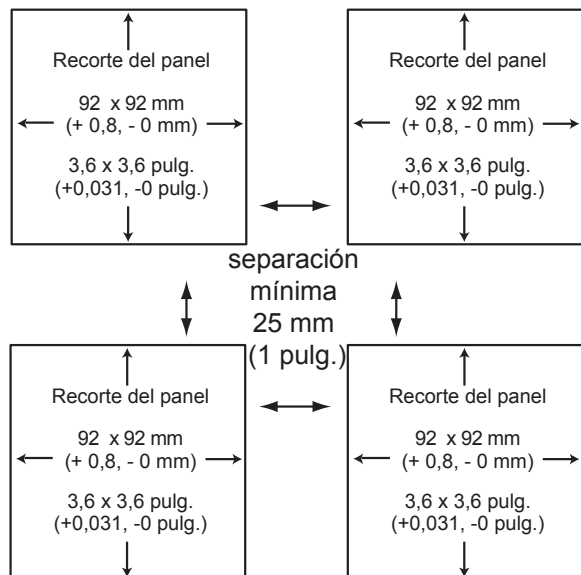 Recorte del panel
92 x 92 mm
(+ 0,8, - 0 mm)
3,6 x 3,6 pulg.
(+0,031, -0 pulg.)
Recorte del panel
92 x 92 mm
(+ 0,8, - 0 mm)
3,6 x 3,6 pulg.
(+0,031, -0 pulg.)
separación
mínima
25 mm
(1 pulg.)
Recorte del panel
92 x 92 mm
(+ 0,8, - 0 mm)
3,6 x 3,6 pulg.
(+0,031, -0 pulg.)
Recorte del panel
92 x 92 mm
(+ 0,8, - 0 mm)
3,6 x 3,6 pulg.
(+0,031, -0 pulg.)